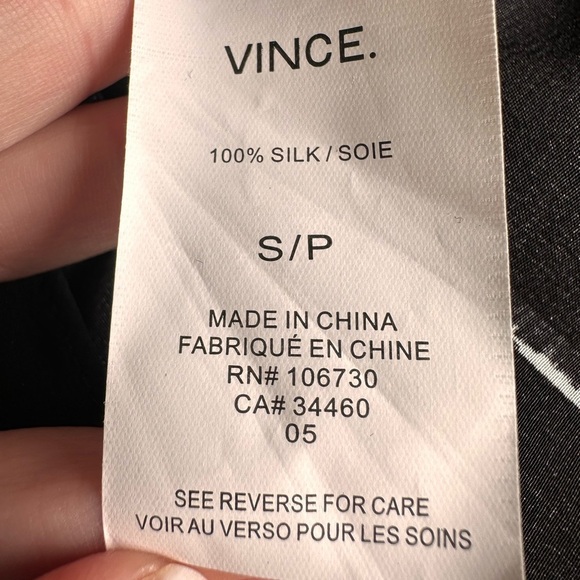 VINCE.
100% SILK / SOIE
S/P
MADE IN CHINA
FABRIQUÉ EN CHINE
RN# 106730
CA# 34460
05
SEE REVERSE FOR CARE
VOIR AU VERSO POUR LES SOINS